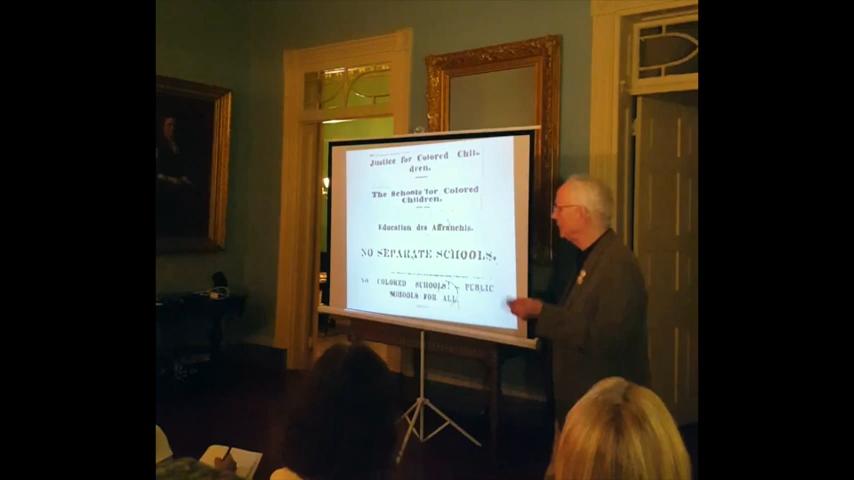 Justice for Colored Chil-
dren.
The Schools for Colored
Children.
Education des Affranchis.
NO SEPARATE SCHOOLS.
NO COLORED SCHOOLS! PUBLIC
SCHOOLS FOR ALL